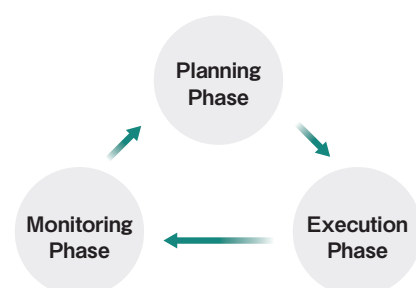 Planning
Phase
Monitoring
Phase
Execution
Phase